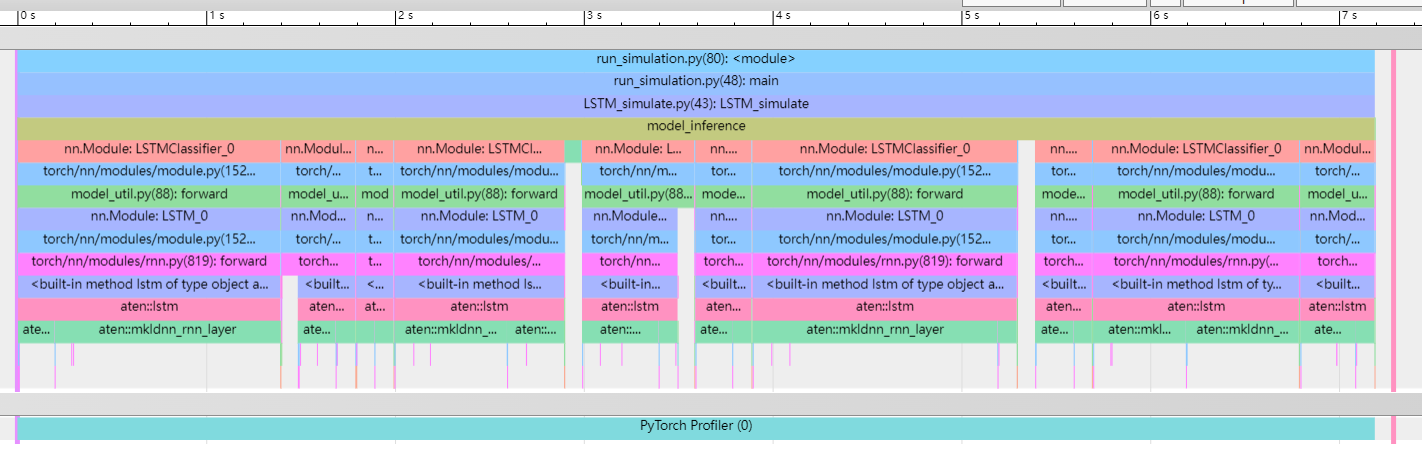 0 s 1 s 2 s 3 s 4 s 5 s 6 s 7 s
run_simulation.py(80): <module>
run_simulation.py(48): main
LSTM_simulate.py(43): LSTM_simulate
model_inference
nn.Module: LSTMClassifier_0 nn.Modul... n... nn.Module: LSTMCl... nn.Module: L... nn.... nn.Module: LSTMClassifier_0 nn.... nn.Module: LSTMClassifier_0 nn.Modul...
torch/nn/modules/module.py(152... torch/... t... torch/nn/modules/modu... torch/nn/m... tor... torch/nn/modules/module.py(152... tor... torch/nn/modules/modu... torch/...
model_util.py(88): forward model_u... mod model_util.py(88): forward model_util.py(88... mode... model_util.py(88): forward mode... model_util.py(88): forward model_u...
nn.Module: LSTM_0 nn.Mod... n... nn.Module: LSTM_0 nn.Module... nn.... nn.Module: LSTM_0 nn.... nn.Module: LSTM_0 nn.Mod...
torch/nn/modules/module.py(152... torch/... t... torch/nn/modules/modu... torch/nn/m... tor... torch/nn/modules/module.py(152... tor... torch/nn/modules/modu... torch/...
torch/nn/modules/rnn.py(819): forward torch... t... torch/nn/modules/... torch/nn... torch... torch/nn/modules/rnn.py(819): forward torch... torch/nn/modules/rnn.py(... torch...
<built-in method lstm of type object a... <built... <... <built-in method ls... <built-in... <built... <built-in method lstm of type object a... <built... <built-in method lstm of ty... <built...
aten::lstm aten... at... aten::lstm aten::lstm aten... aten::lstm aten... aten::lstm aten::lstm
ate... aten::mkldnn_rnn_layer ate... aten::mkldnn_... aten::... aten::... ate... aten::mkldnn_rnn_layer ate... aten::mkl... aten::mkldnn_... ate...
PyTorch Profiler (0)